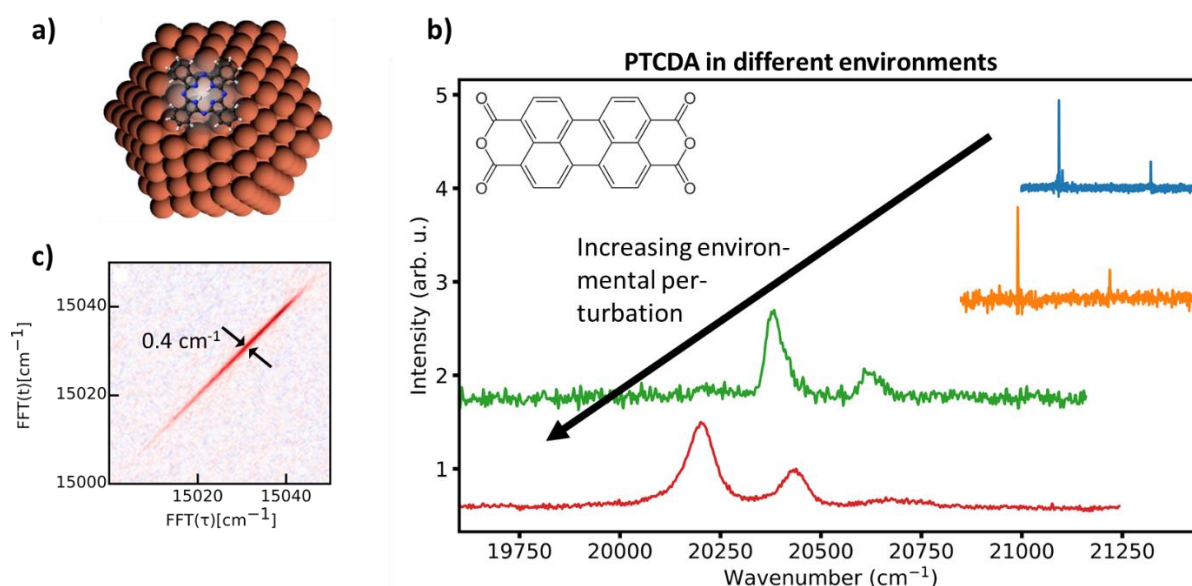 a)
b)
PTCDA in different environments
5
4
3
2
1
Intensity (arb. u.)
O
O
O
O
O
O
Increasing environ-
mental per-
turbation
19750 20000 20250 20500 20750 21000 21250
Wavenumber (cm⁻¹)
c)
15040
15020
15000
FFT(t)[cm⁻¹]
0.4 cm⁻¹
15020 15040
FFT(τ)[cm⁻¹]